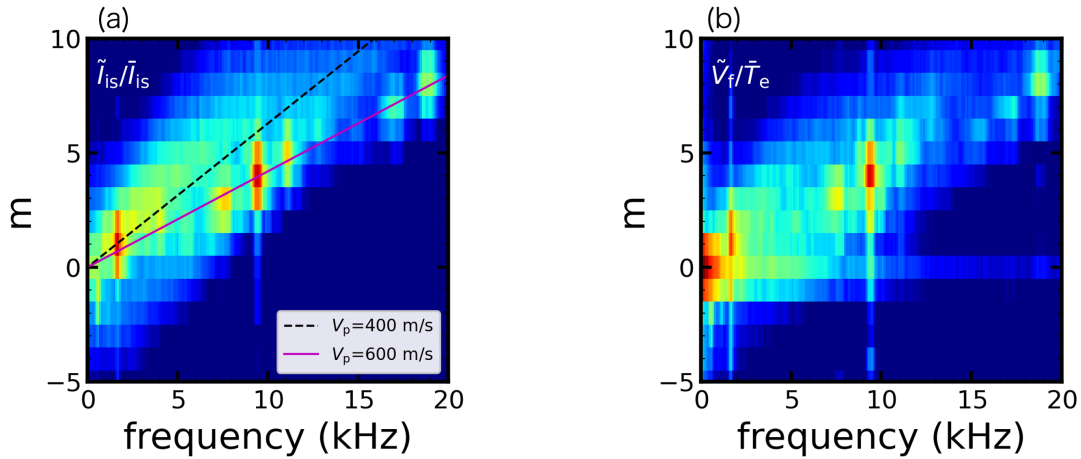 (a)
Ĩis/Īis
m
10
5
0
−5
0 5 10 15 20
frequency (kHz)
Vp=400 m/s
Vp=600 m/s
(b)
Ṽf/T̄e
m
10
5
0
−5
0 5 10 15 20
frequency (kHz)